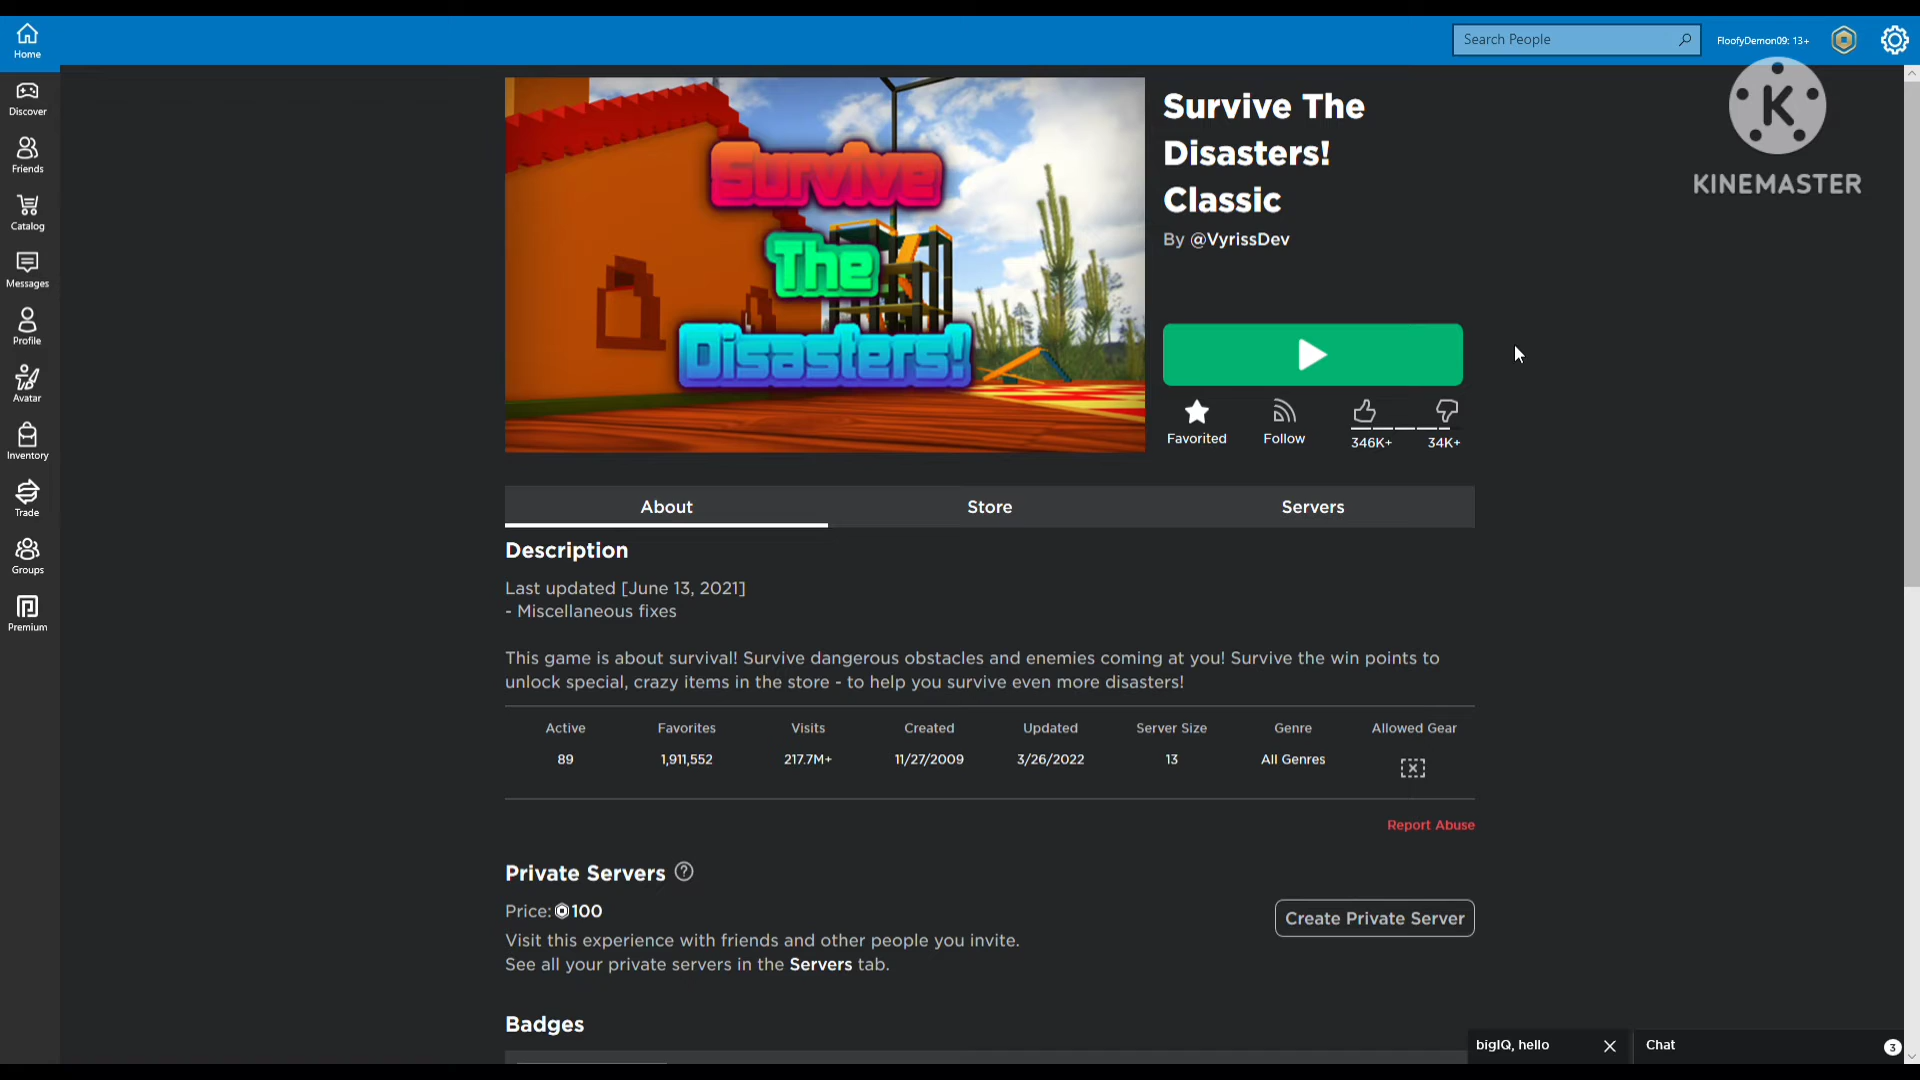 Home
Search People
FloofyDemon09: 13+
Discover
Friends
Catalog
Messages
Profile
Avatar
Inventory
Trade
Groups
Premium
K
KINEMASTER
Survive
The
Disasters!
Survive The
Disasters!
Classic
By @VyrissDev
Favorited
Follow
346K+
34K+
About
Store
Servers
Description
Last updated [June 13, 2021]
- Miscellaneous fixes
This game is about survival! Survive dangerous obstacles and enemies coming at you! Survive the win points to
unlock special, crazy items in the store - to help you survive even more disasters!
Active Favorites Visits Created Updated Server Size Genre Allowed Gear
89 1,911,552 217.7M+ 11/27/2009 3/26/2022 13 All Genres
Report Abuse
Private Servers
Price: 100
Create Private Server
Visit this experience with friends and other people you invite.
See all your private servers in the Servers tab.
Badges
bigIQ, hello
Chat
3